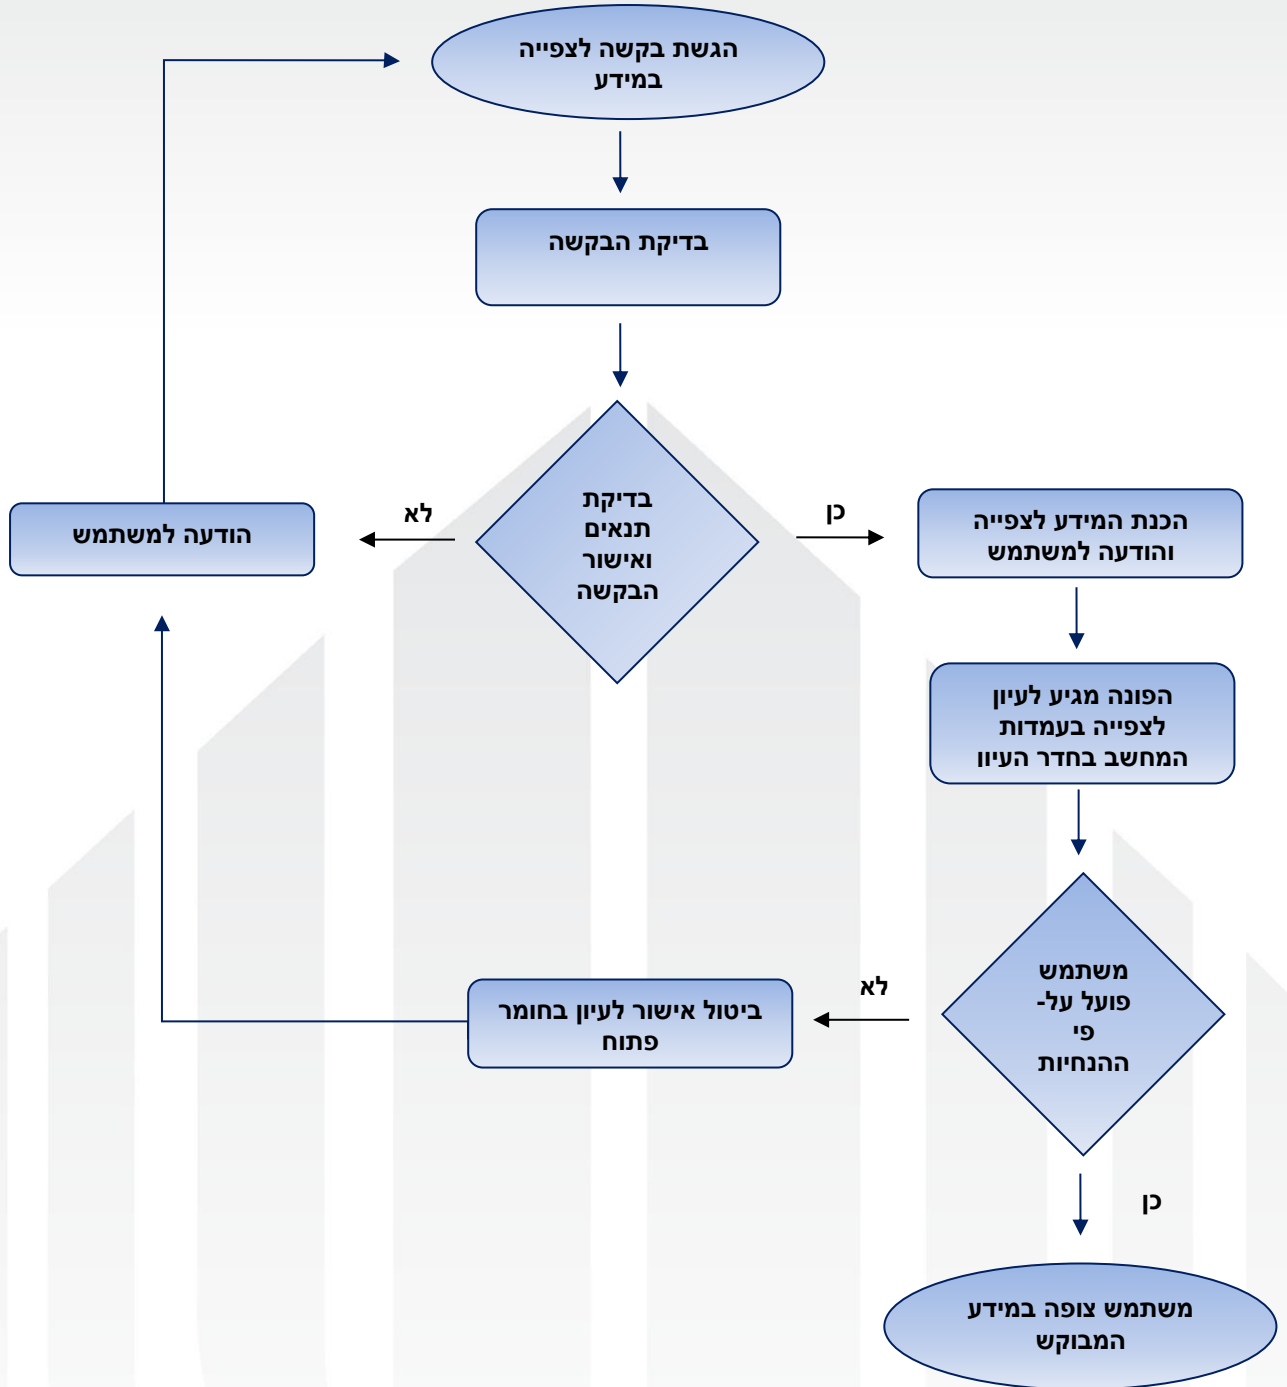 הגשת בקשה לצפייה
במידע
בדיקת הבקשה
בדיקת
תנאים
ואישור
הבקשה
כן
לא
הכנת המידע לצפייה
והודעה למשתמש
הודעה למשתמש
הפונה מגיע לעיון
לצפייה בעמדות
המחשב בחדר העיון
משתמש
פועל על-
פי
ההנחיות
לא
ביטול אישור לעיון בחומר
פתוח
כן
משתמש צופה במידע
המבוקש